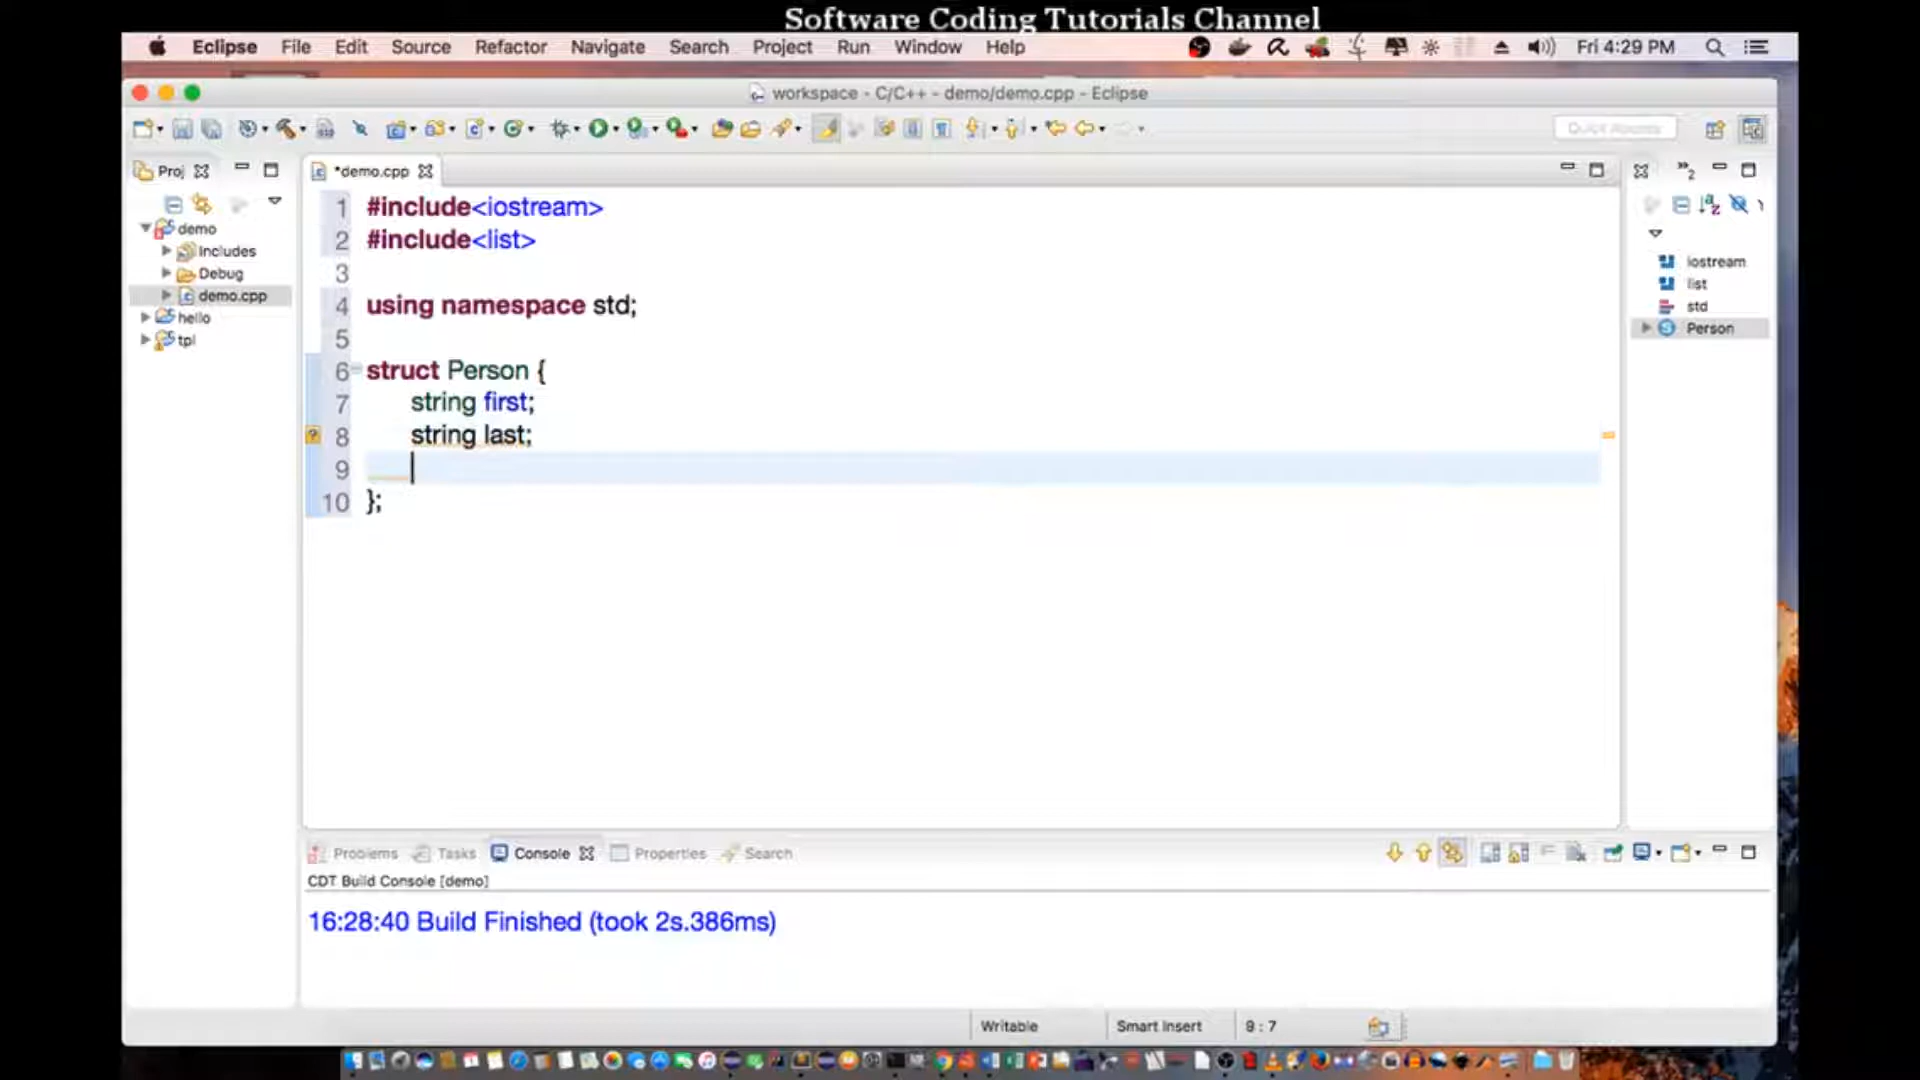 Software Coding Tutorials Channel
Eclipse File Edit Source Refactor Navigate Search Project Run Window Help Fri 4:29 PM
workspace - C/C++ - demo/demo.cpp - Eclipse
Quick Access
Proj
*demo.cpp
2
demo
Includes
Debug
demo.cpp
hello
tpl
1 #include<iostream>
2 #include<list>
3
4 using namespace std;
5
6 struct Person {
7 string first;
8 string last;
9
10 };
iostream
list
std
Person
Problems Tasks Console Properties Search
CDT Build Console [demo]
16:28:40 Build Finished (took 2s.386ms)
Writable Smart Insert 9 : 7